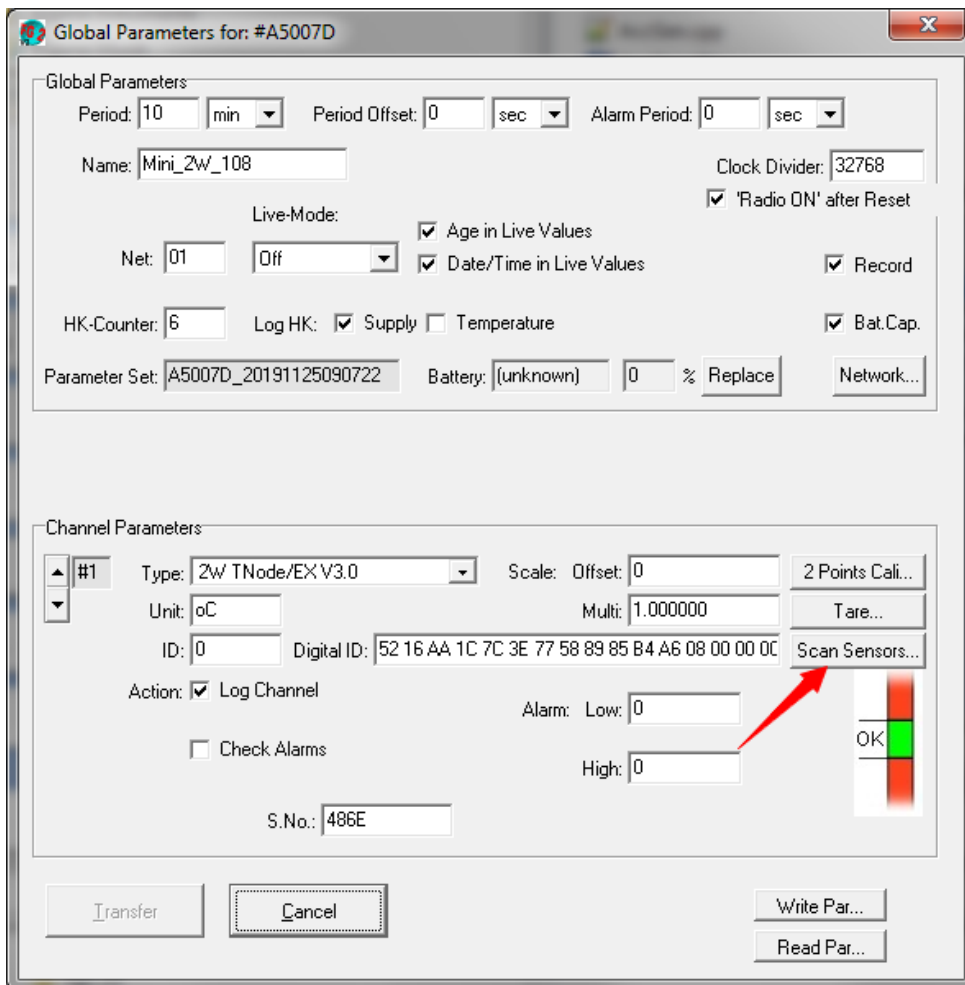 Global Parameters for: #A5007D
Global Parameters
Period: 10 min Period Offset: 0 sec Alarm Period: 0 sec
Name: Mini_2W_108 Clock Divider: 32768
'Radio ON' after Reset
Live-Mode:
Age in Live Values
Net: 01 Off Date/Time in Live Values Record
HK-Counter: 6 Log HK: Supply Temperature Bat.Cap.
Parameter Set: A5007D_20191125090722 Battery: (unknown) 0 % Replace Network...
Channel Parameters
#1 Type: 2W TNode/EX V3.0 Scale: Offset: 0 2 Points Cali...
Unit: oC Multi: 1.000000 Tare...
ID: 0 Digital ID: 52 16 AA 1C 7C 3E 77 58 89 85 B4 A6 08 00 00 00 Scan Sensors...
Action: Log Channel
Alarm: Low: 0
OK
Check Alarms
High: 0
S.No.: 486E
Transfer Cancel Write Par...
Read Par...